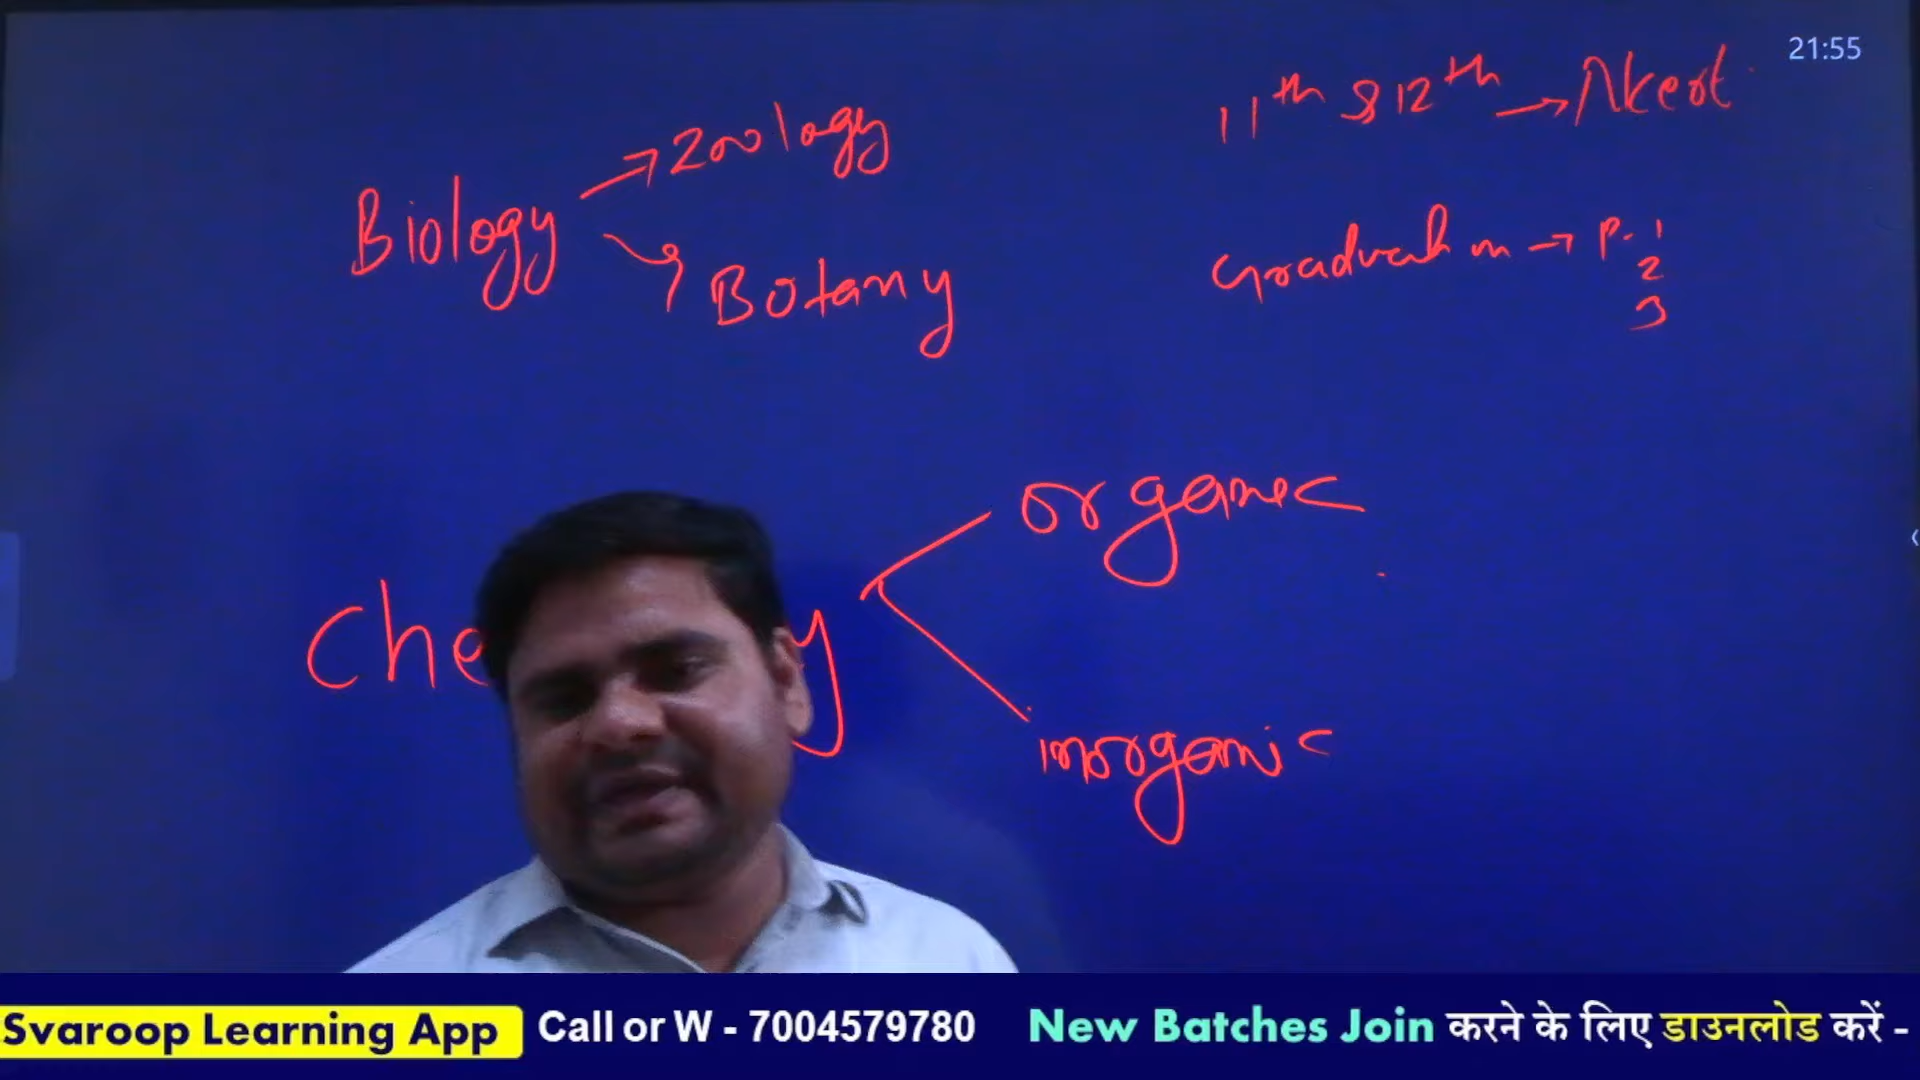 21:55
11th & 12th → Nkert
Biology → Zoology
→ Botany
Graduation → P-1
2
3
organic
Che y
inorganic
Svaroop Learning App Call or W - 7004579780 New Batches Join करने के लिए डाउनलोड करें -